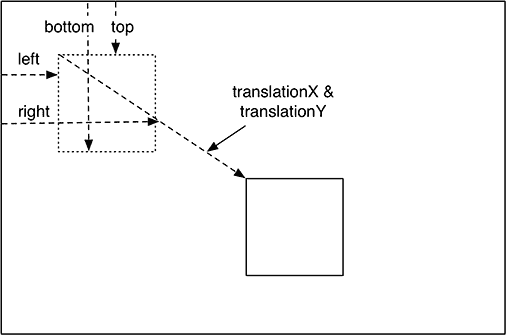 bottom top
left
right
translationX &
translationY